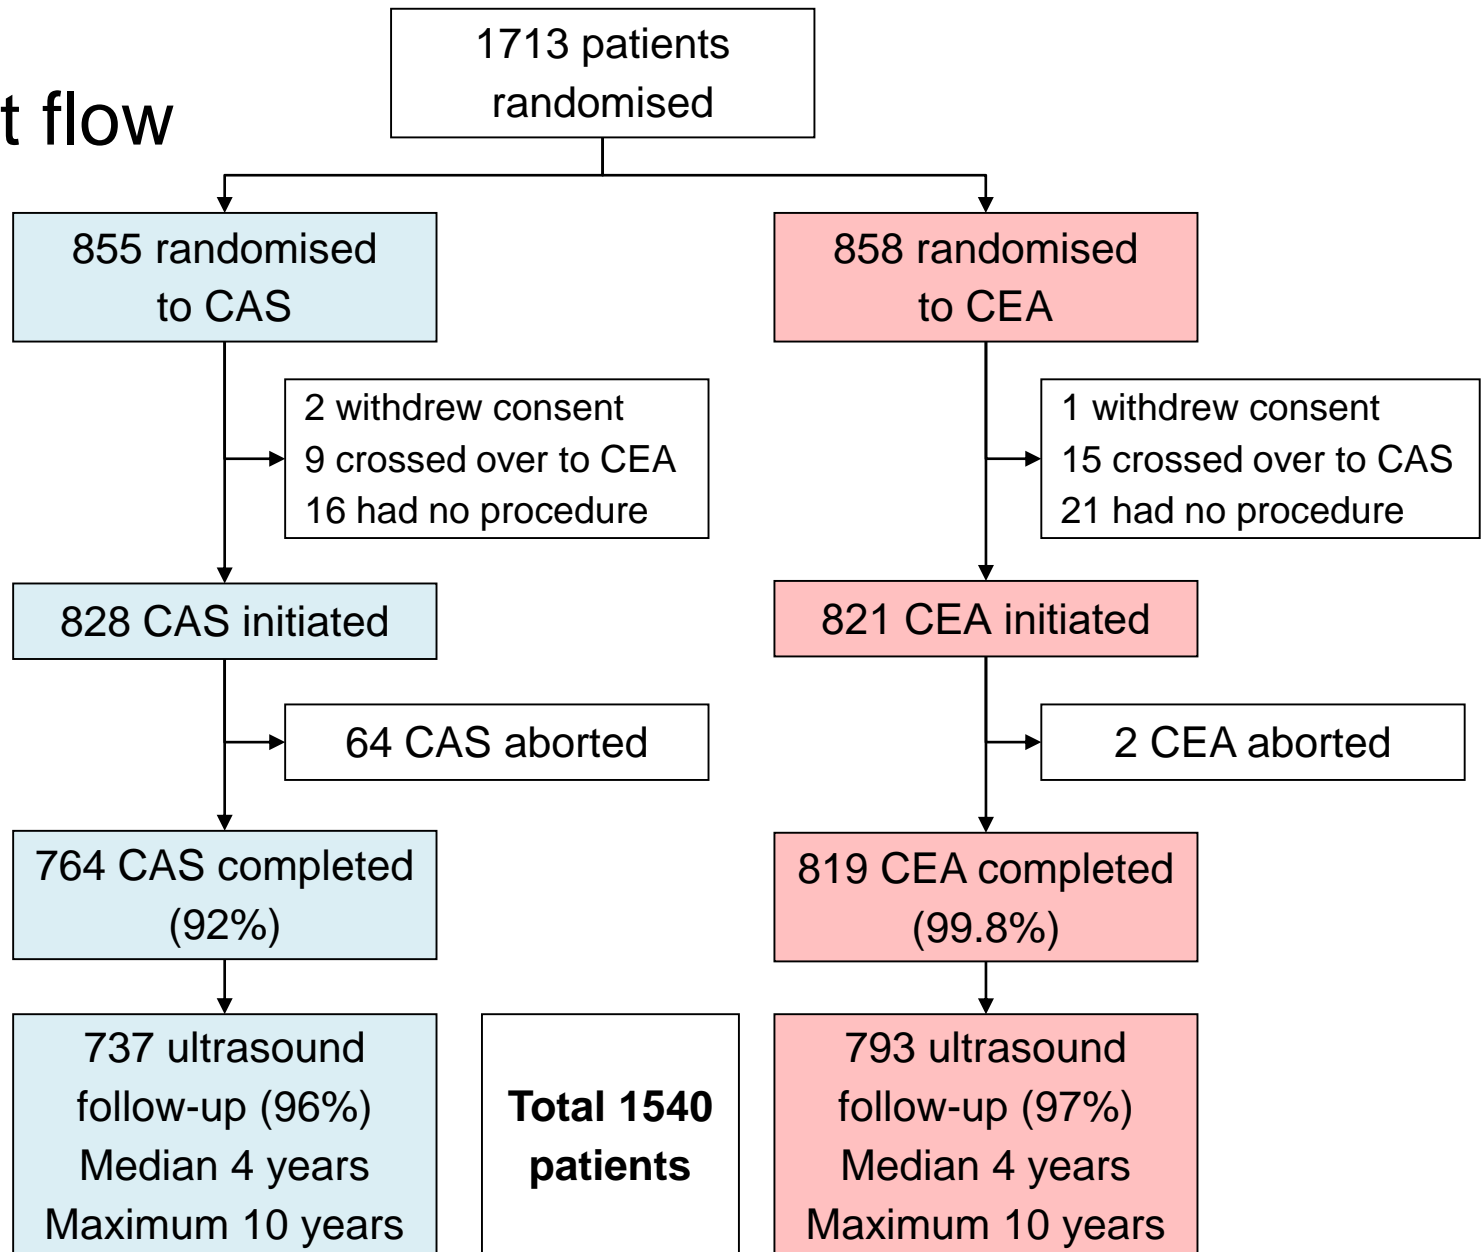 t flow
1713 patients
randomised
855 randomised
to CAS
858 randomised
to CEA
2 withdrew consent
9 crossed over to CEA
16 had no procedure
1 withdrew consent
15 crossed over to CAS
21 had no procedure
828 CAS initiated
821 CEA initiated
64 CAS aborted
2 CEA aborted
764 CAS completed
(92%)
819 CEA completed
(99.8%)
737 ultrasound
follow-up (96%)
Median 4 years
Maximum 10 years
Total 1540
patients
793 ultrasound
follow-up (97%)
Median 4 years
Maximum 10 years